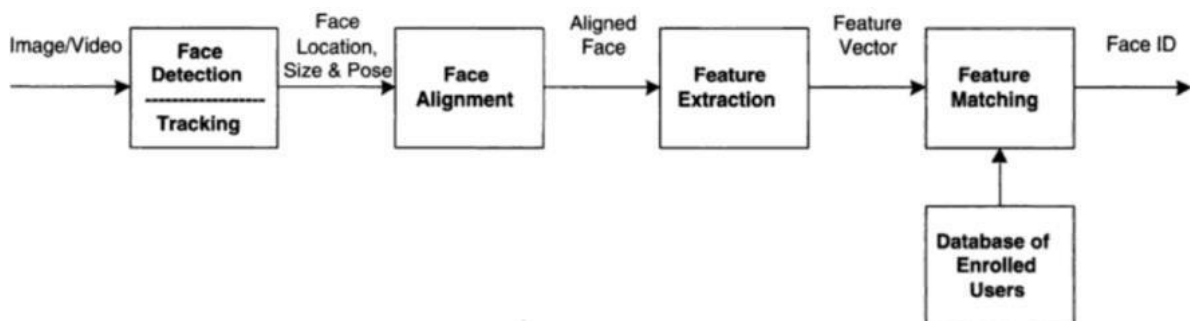 Image/Video
Face
Detection
Tracking
Face
Location,
Size & Pose
Face
Alignment
Aligned
Face
Feature
Extraction
Feature
Vector
Feature
Matching
Face ID
Database of
Enrolled
Users